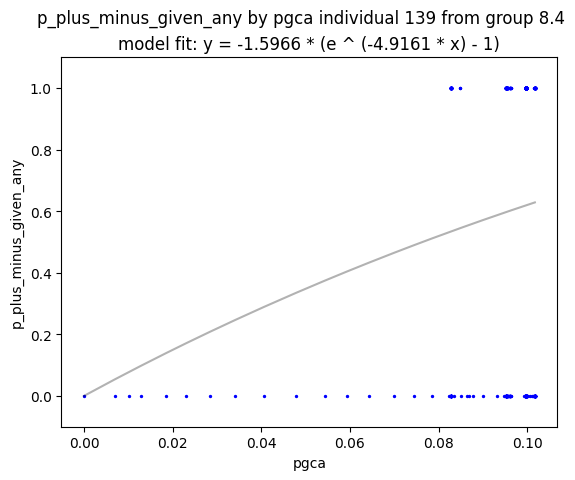 p_plus_minus_given_any by pgca individual 139 from group 8.4
model fit: y = -1.5966 * (e ^ (-4.9161 * x) - 1)
1.0
0.8
0.6
0.4
0.2
0.0
p_plus_minus_given_any
0.00 0.02 0.04 0.06 0.08 0.10
pgca